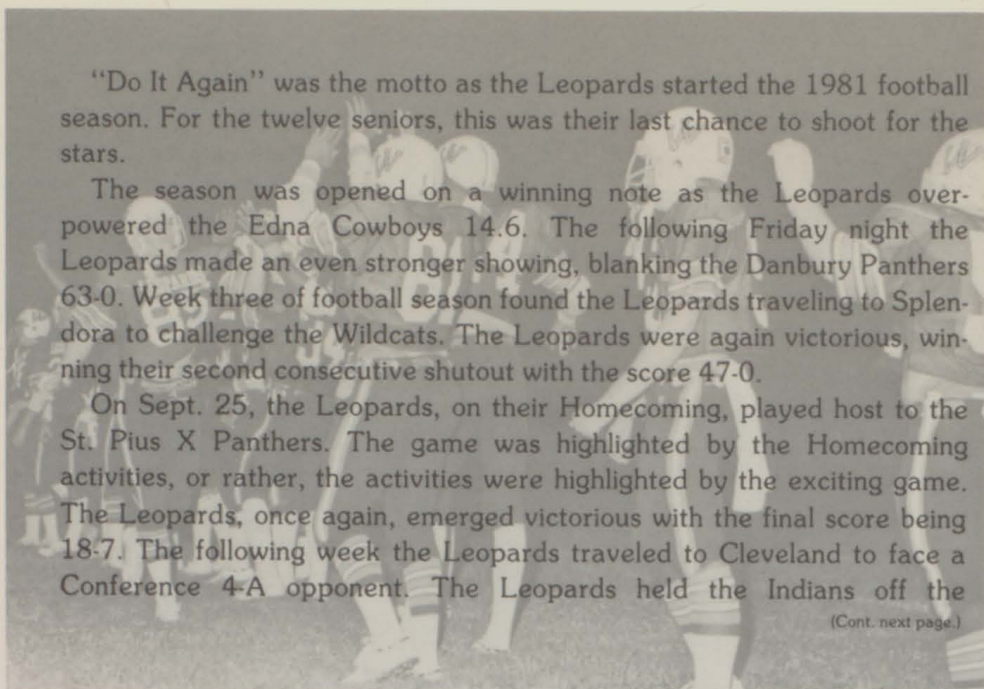 “Do It Again” was the motto as the Leopards started the 1981 football
season. For the twelve seniors, this was their last chance to shoot for the
stars.
The season was opened on a winning note as the Leopards over-
powered the Edna Cowboys 14.6. The following Friday night the
Leopards made an even stronger showing, blanking the Danbury Panthers
63-0. Week three of football season found the Leopards traveling to Splen-
dora to challenge the Wildcats. The Leopards were again victorious, win-
ning their second consecutive shutout with the score 47-0.
On Sept. 25, the Leopards, on their Homecoming, played host to the
St. Pius X Panthers. The game was highlighted by the Homecoming
activities, or rather, the activities were highlighted by the exciting game.
The Leopards, once again, emerged victorious with the final score being
18-7. The following week the Leopards traveled to Cleveland to face a
Conference 4-A opponent. The Leopards held the Indians off the
(Cont. next page.)